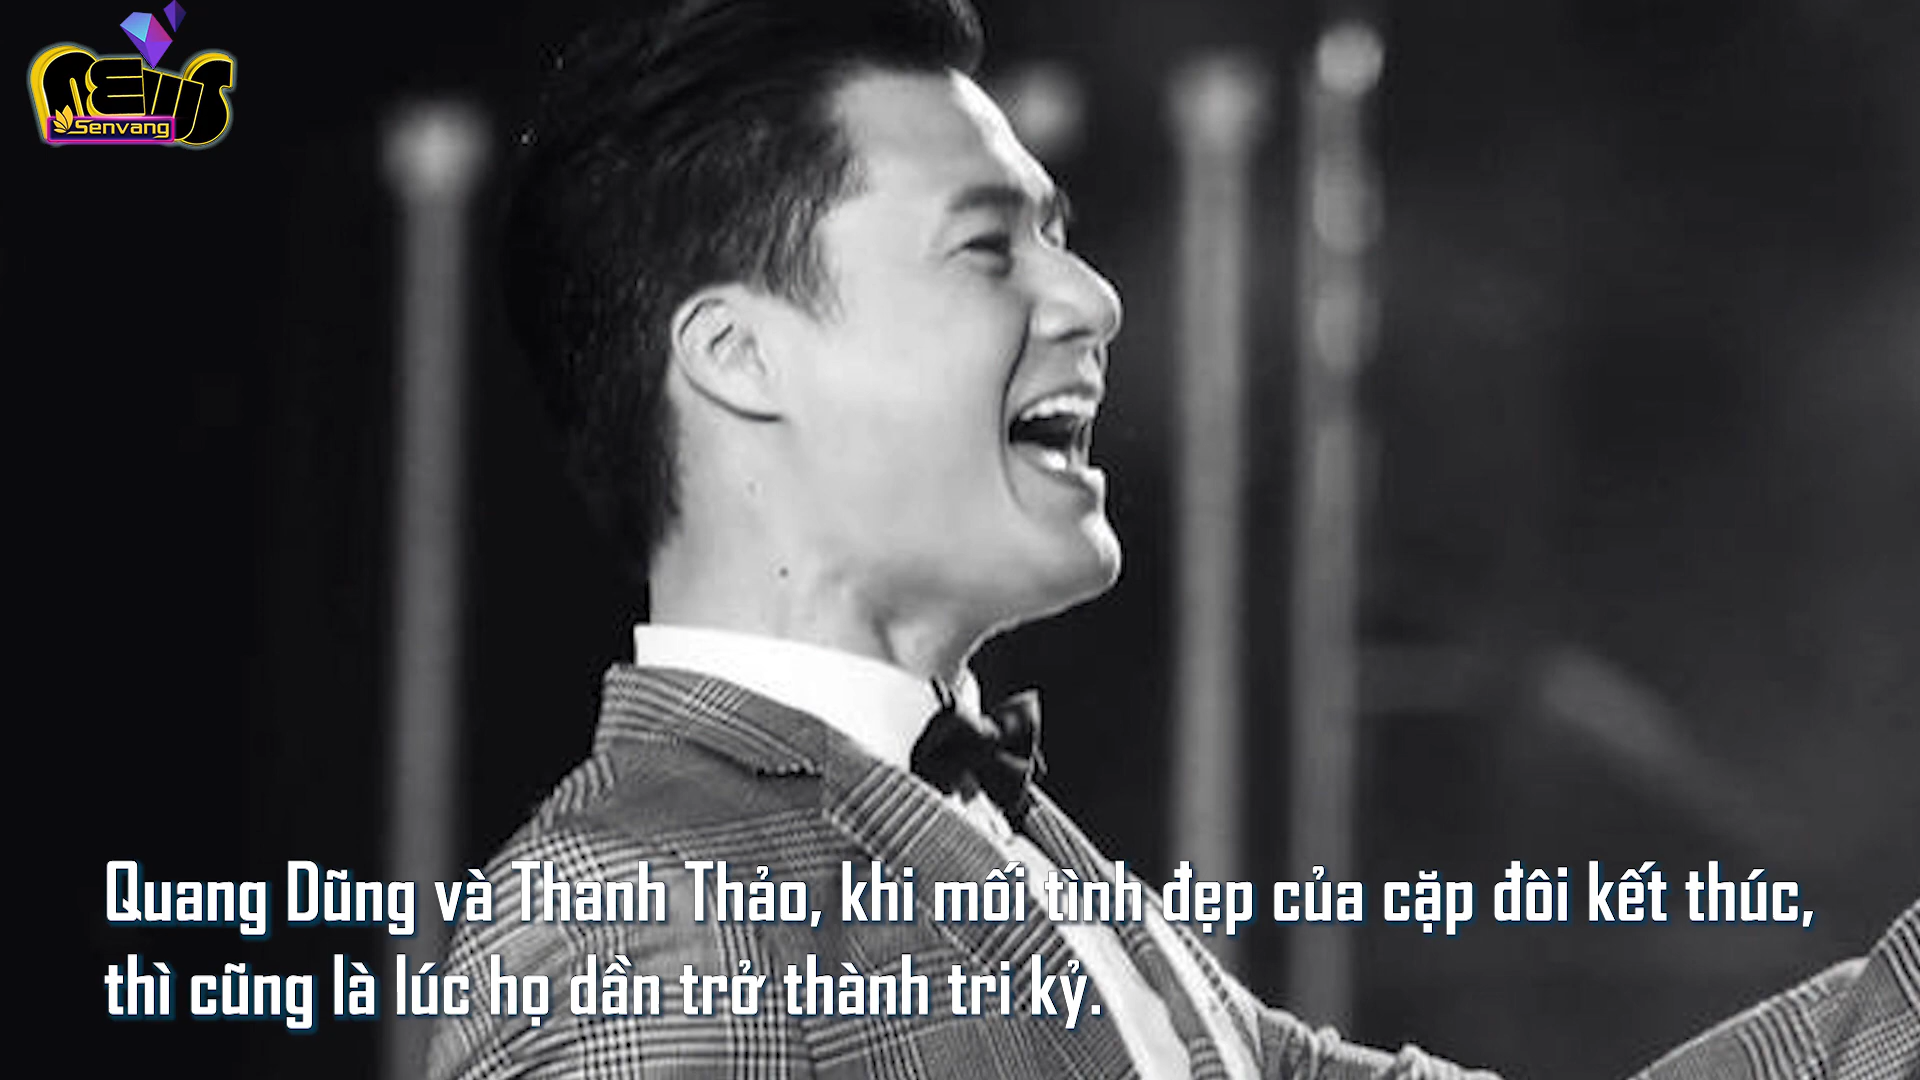 NEWS
Senvang
Quang Dũng và Thanh Thảo, khi mối tình đẹp của cặp đôi kết thúc,
thì cũng là lúc họ dần trở thành tri kỷ.